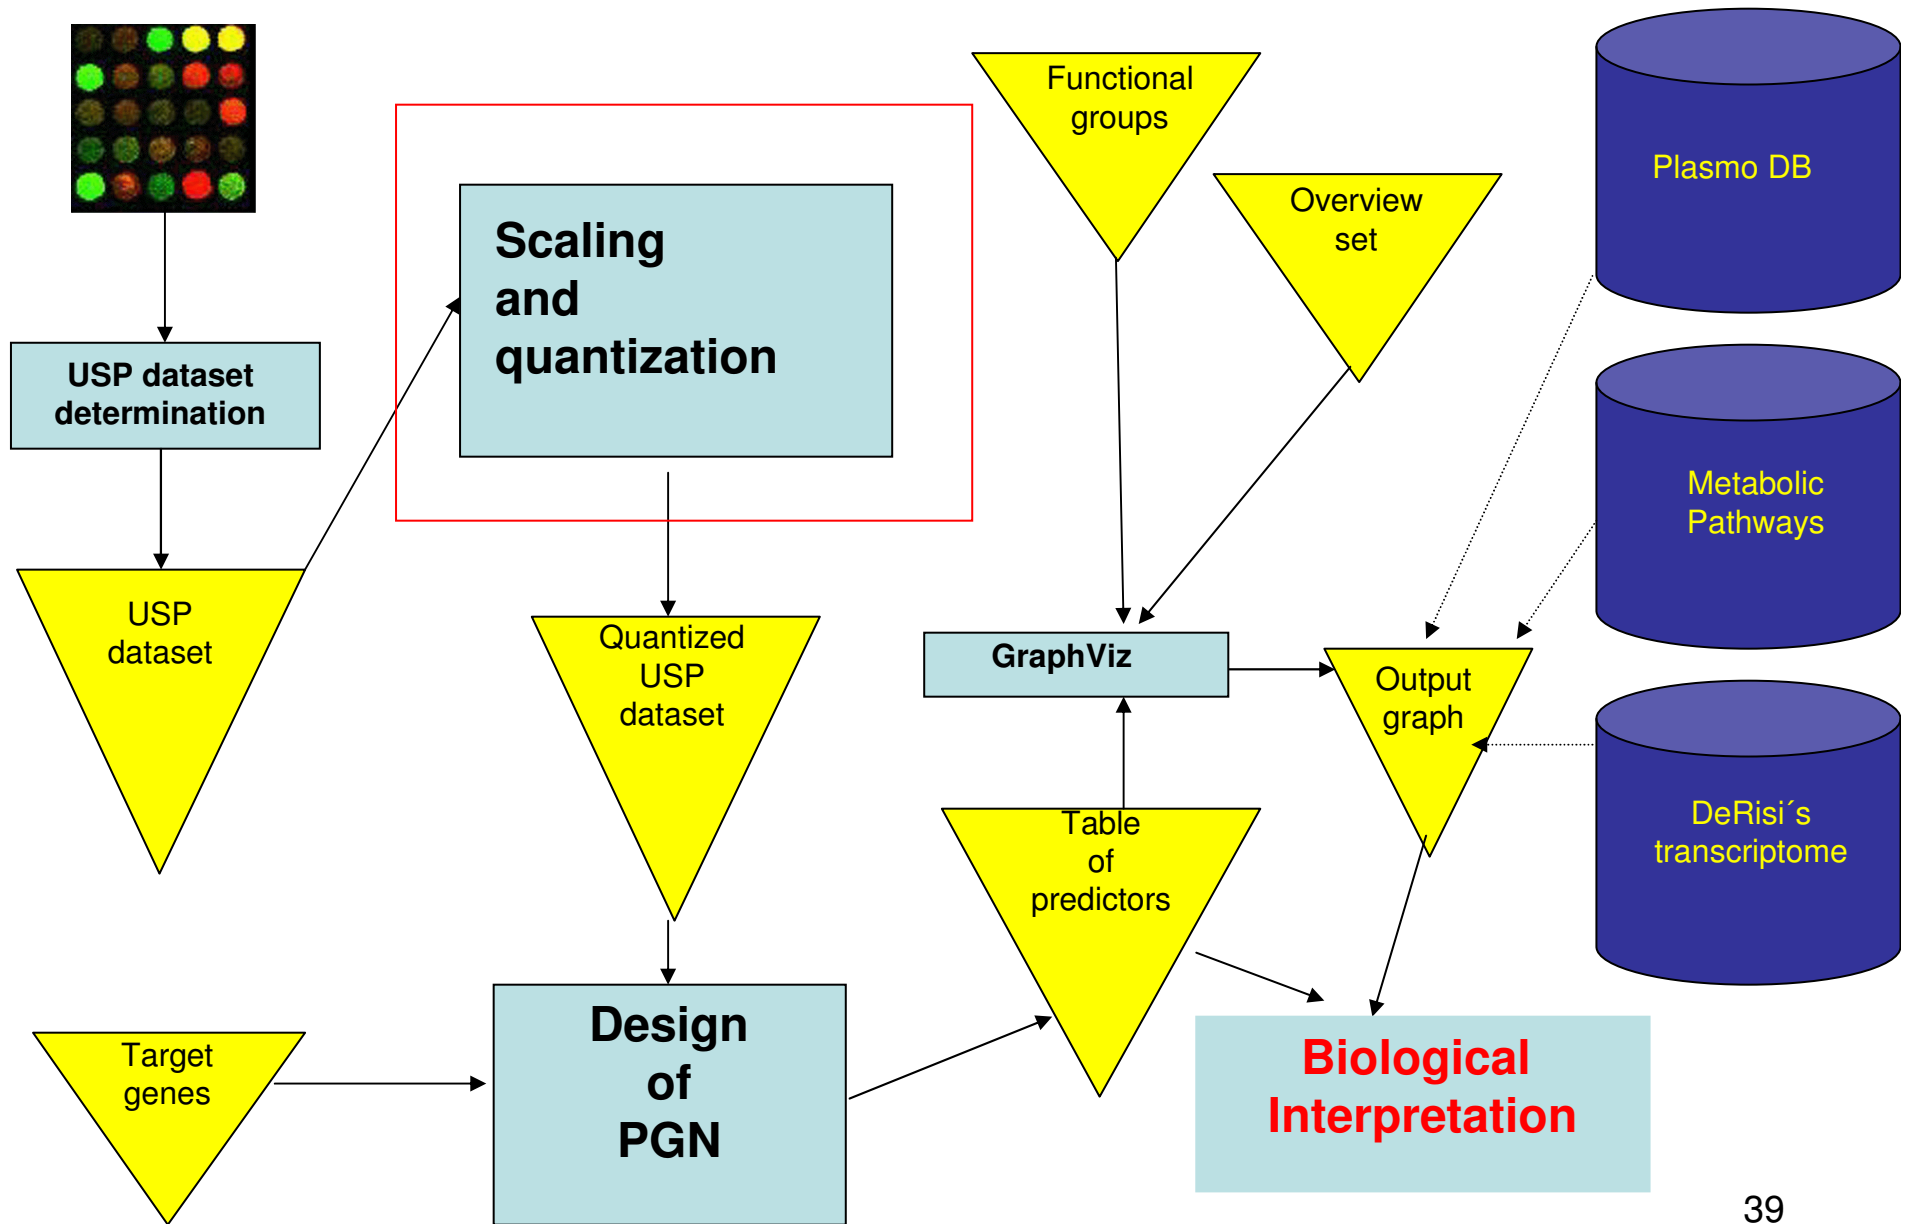 Functional
groups
Plasmo DB
Overview
set
Scaling
and
quantization
USP dataset
determination
Metabolic
Pathways
USP
dataset
Quantized
USP
dataset
GraphViz
Output
graph
Table
of
predictors
DeRisi´s
transcriptome
Target
genes
Design
of
PGN
Biological
Interpretation
39